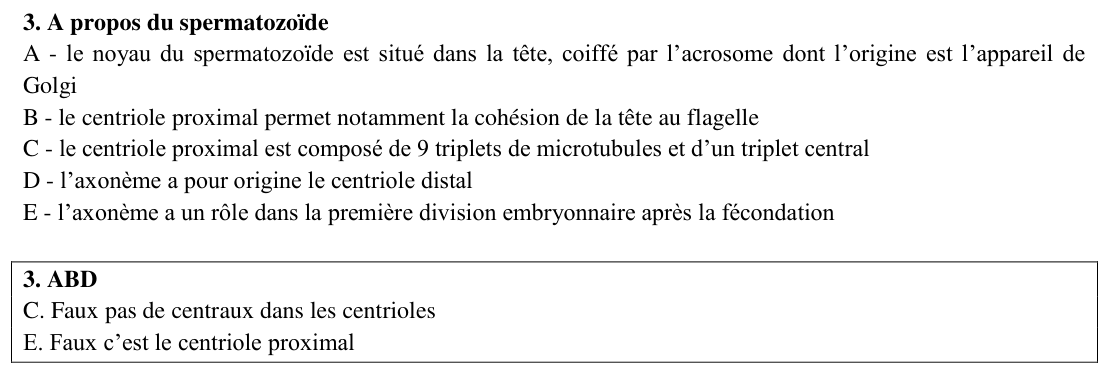 3. A propos du spermatozoïde
A - le noyau du spermatozoïde est situé dans la tête, coiffé par l’acrosome dont l’origine est l’appareil de
Golgi
B - le centriole proximal permet notamment la cohésion de la tête au flagelle
C - le centriole proximal est composé de 9 triplets de microtubules et d’un triplet central
D - l’axonème a pour origine le centriole distal
E - l’axonème a un rôle dans la première division embryonnaire après la fécondation
3. ABD
C. Faux pas de centraux dans les centrioles
E. Faux c’est le centriole proximal